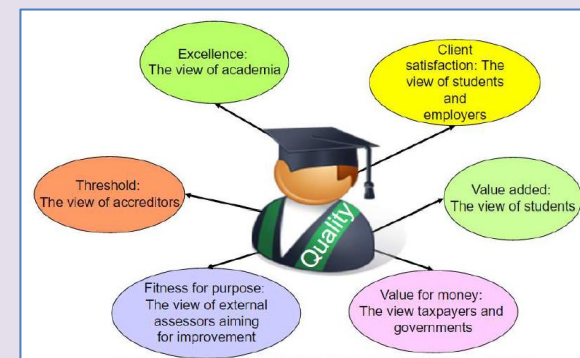 Excellence:
The view of academia
Client
satisfaction: The
view of students
and
employers
Threshold:
The view of accreditors
Value added:
The view of students
Quality
Fitness for purpose:
The view of external
assessors aiming
for improvement
Value for money:
The view taxpayers and
governments